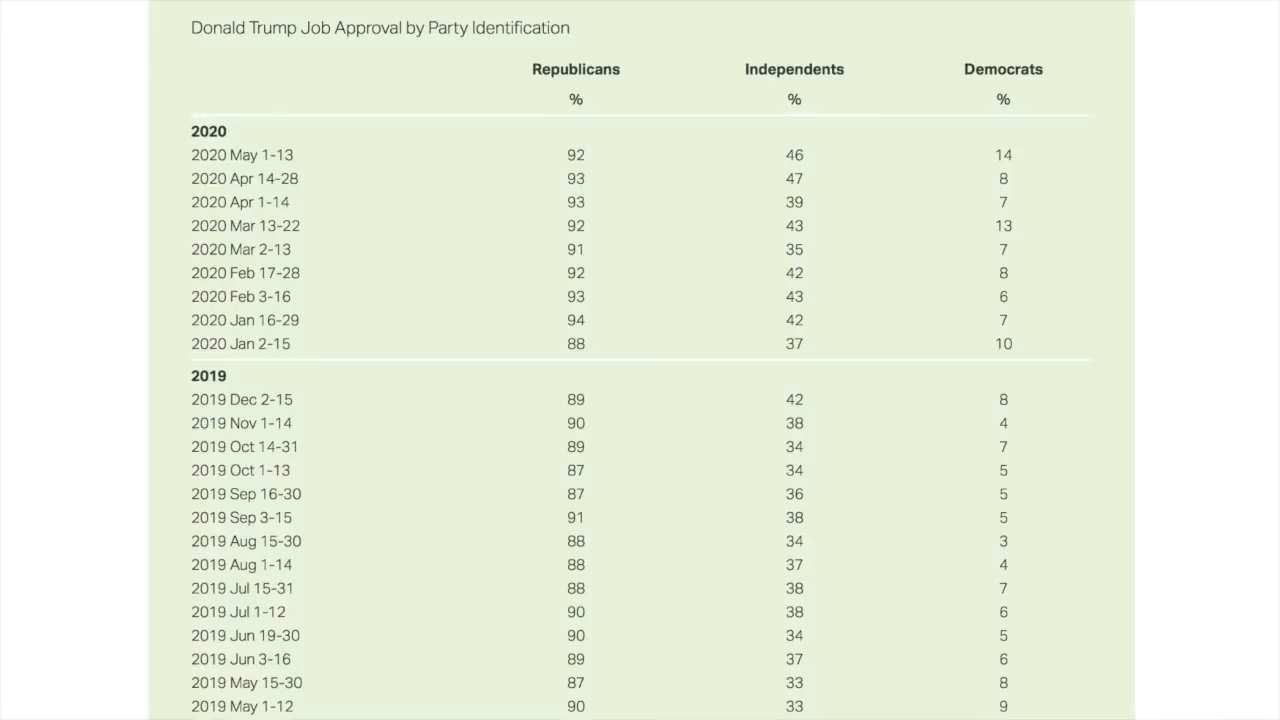 Donald Trump Job Approval by Party Identification
Republicans Independents Democrats
% % %
2020
2020 May 1-13 92 46 14
2020 Apr 14-28 93 47 8
2020 Apr 1-14 93 39 7
2020 Mar 13-22 92 43 13
2020 Mar 2-13 91 35 7
2020 Feb 17-28 92 42 8
2020 Feb 3-16 93 43 6
2020 Jan 16-29 94 42 7
2020 Jan 2-15 88 37 10
2019
2019 Dec 2-15 89 42 8
2019 Nov 1-14 90 38 4
2019 Oct 14-31 89 34 7
2019 Oct 1-13 87 34 5
2019 Sep 16-30 87 36 5
2019 Sep 3-15 91 38 5
2019 Aug 15-30 88 34 3
2019 Aug 1-14 88 37 4
2019 Jul 15-31 88 38 7
2019 Jul 1-12 90 38 6
2019 Jun 19-30 90 34 5
2019 Jun 3-16 89 37 6
2019 May 15-30 87 33 8
2019 May 1-12 90 33 9